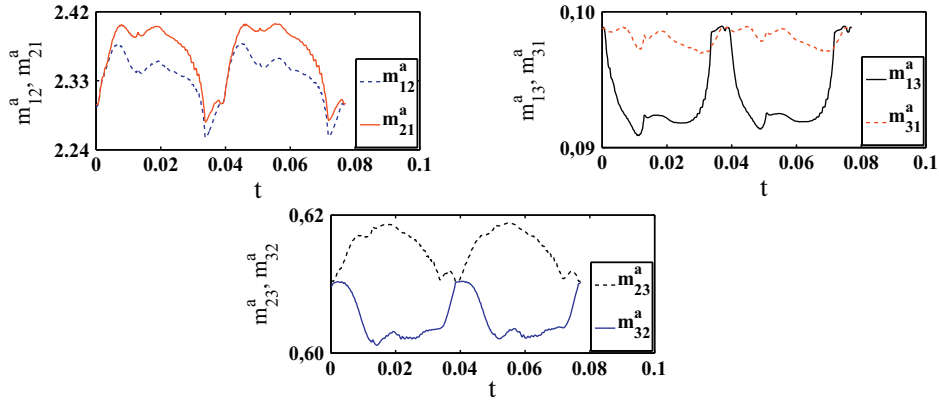 m^a_12, m^a_21
2.42
2.33
2.24
0
0.02
0.04
0.06
0.08
0.1
t
m^a_12
m^a_21
m^a_13, m^a_31
0,10
0,09
0
0.02
0.04
0.06
0.08
0.1
t
m^a_13
m^a_31
m^a_23, m^a_32
0,62
0,60
0
0.02
0.04
0.06
0.08
0.1
t
m^a_23
m^a_32